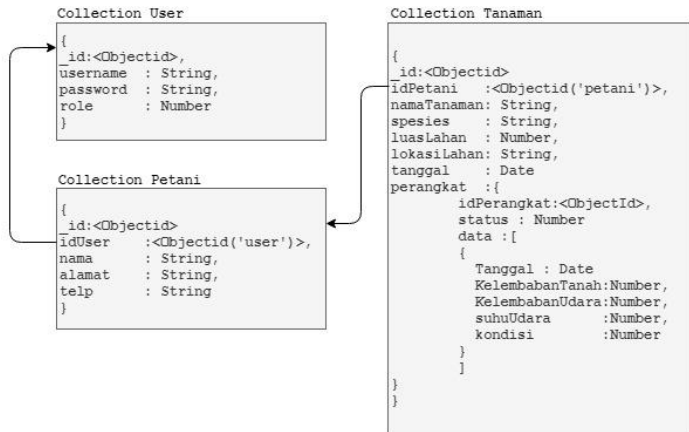 Collection User
{
_id:<Objectid>,
username : String,
password : String,
role : Number
}
Collection Petani
{
_id:<Objectid>
idUser :<Objectid('user')>,
nama : String,
alamat : String,
telp : String
}
Collection Tanaman
{
_id:<Objectid>
idPetani :<Objectid('petani')>,
namaTanaman: String,
spesies : String,
luasLahan : Number,
lokasiLahan: String,
tanggal : Date
perangkat :{
idPerangkat:<ObjectId>,
status : Number
data :[
{
Tanggal : Date
KelembabanTanah:Number,
KelembabanUdara:Number,
suhuUdara :Number,
kondisi :Number
}
]
}
}